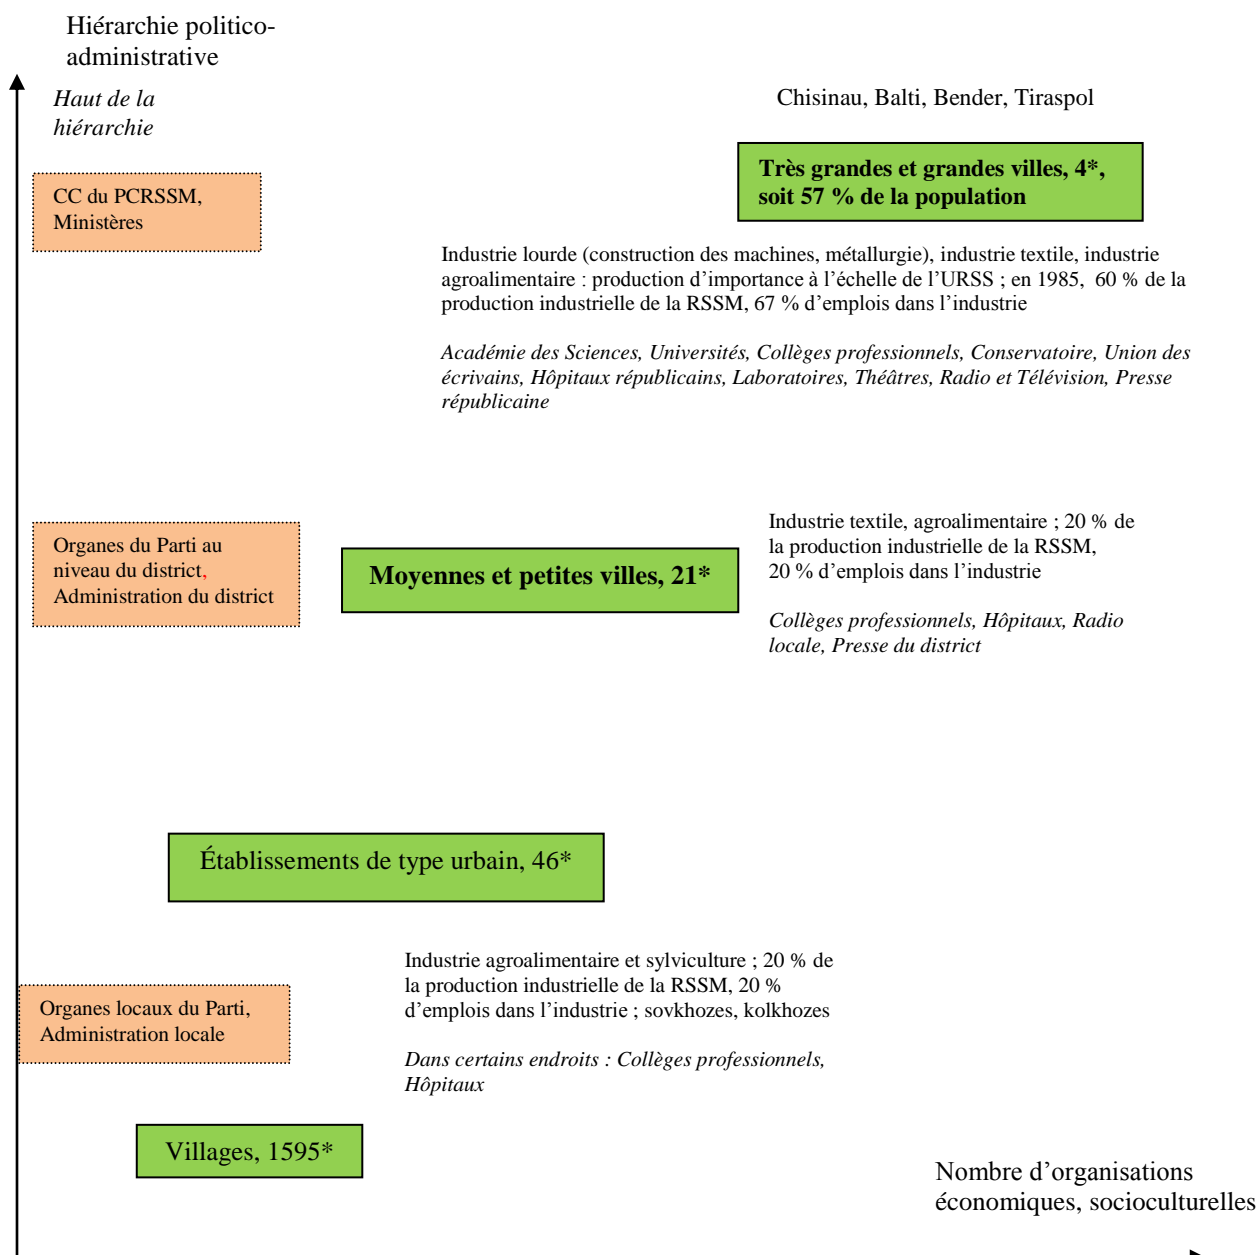 Hiérarchie politico-
administrative
Haut de la
hiérarchie
Chisinau, Balti, Bender, Tiraspol
Très grandes et grandes villes, 4*,
soit 57 % de la population
CC du PCRSSM,
Ministères
Industrie lourde (construction des machines, métallurgie), industrie textile, industrie
agroalimentaire : production d’importance à l’échelle de l’URSS ; en 1985, 60 % de la
production industrielle de la RSSM, 67 % d’emplois dans l’industrie
Académie des Sciences, Universités, Collèges professionnels, Conservatoire, Union des
écrivains, Hôpitaux républicains, Laboratoires, Théâtres, Radio et Télévision, Presse
républicaine
Organes du Parti au
niveau du district,
Administration du district
Moyennes et petites villes, 21*
Industrie textile, agroalimentaire ; 20 % de
la production industrielle de la RSSM,
20 % d’emplois dans l’industrie
Collèges professionnels, Hôpitaux, Radio
locale, Presse du district
Établissements de type urbain, 46*
Industrie agroalimentaire et sylviculture ; 20 % de
la production industrielle de la RSSM, 20 %
d’emplois dans l’industrie ; sovkhozes, kolkhozes
Dans certains endroits : Collèges professionnels,
Hôpitaux
Organes locaux du Parti,
Administration locale
Villages, 1595*
Nombre d’organisations
économiques, socioculturelles